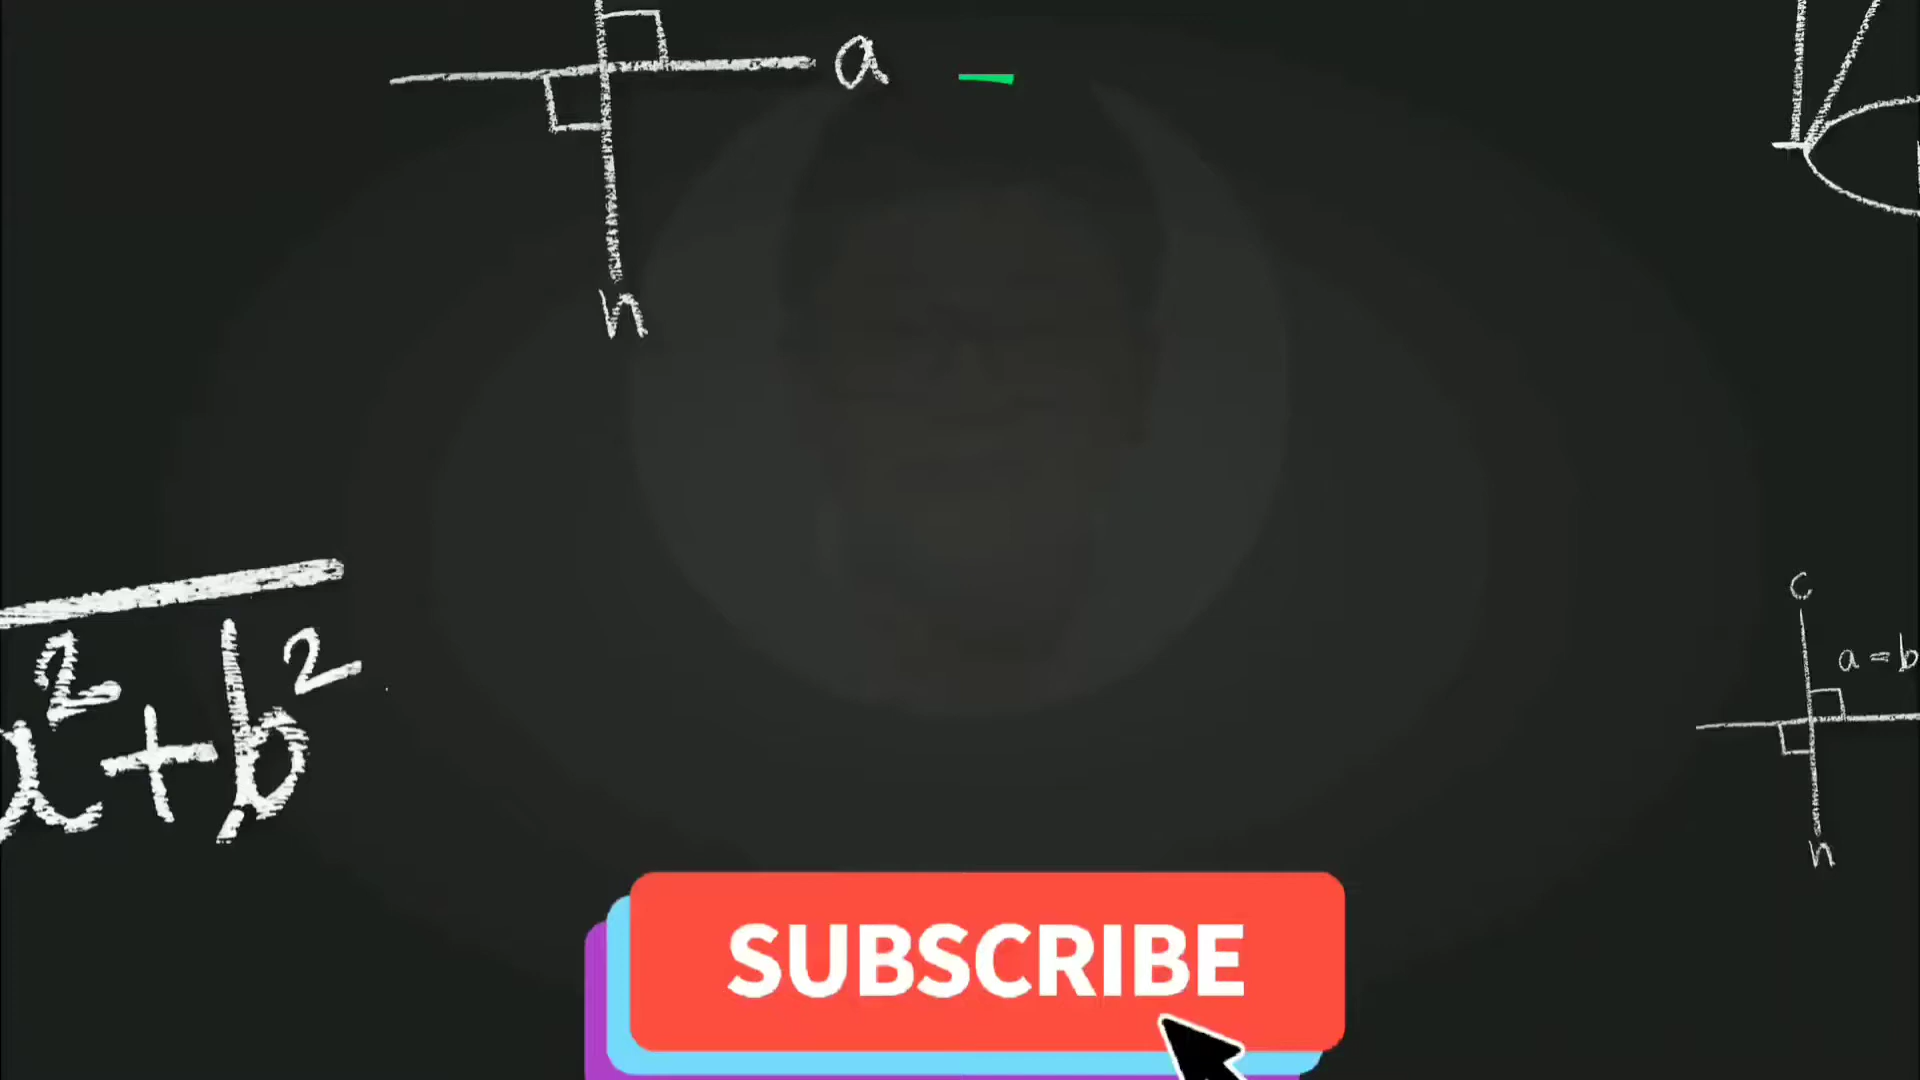 a
n
c
a = b
a² + b²
n
SUBSCRIBE